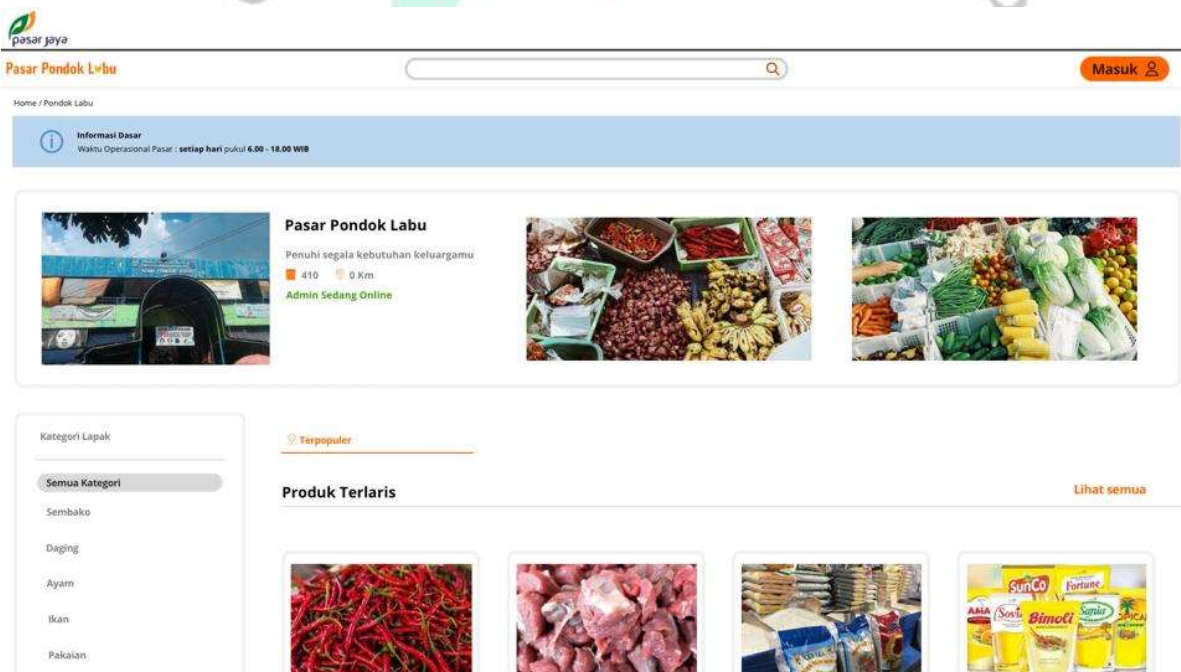 pasar jaya
Pasar Pondok Labu
Masuk
Home / Pondok Labu
Informasi Dasar
Waktu Operasional Pasar : setiap hari pukul 6.00 - 18.00 WIB
Pasar Pondok Labu
Penuhi segala kebutuhan keluargamu
410 0 Km
Admin Sedang Online
Kategori Lapak
Semua Kategori
Sembako
Daging
Ayam
Ikan
Pakaian
Terpopuler
Produk Terlaris
Lihat semua
SunCo
Fortune
Sovia
Bimoli
Sania